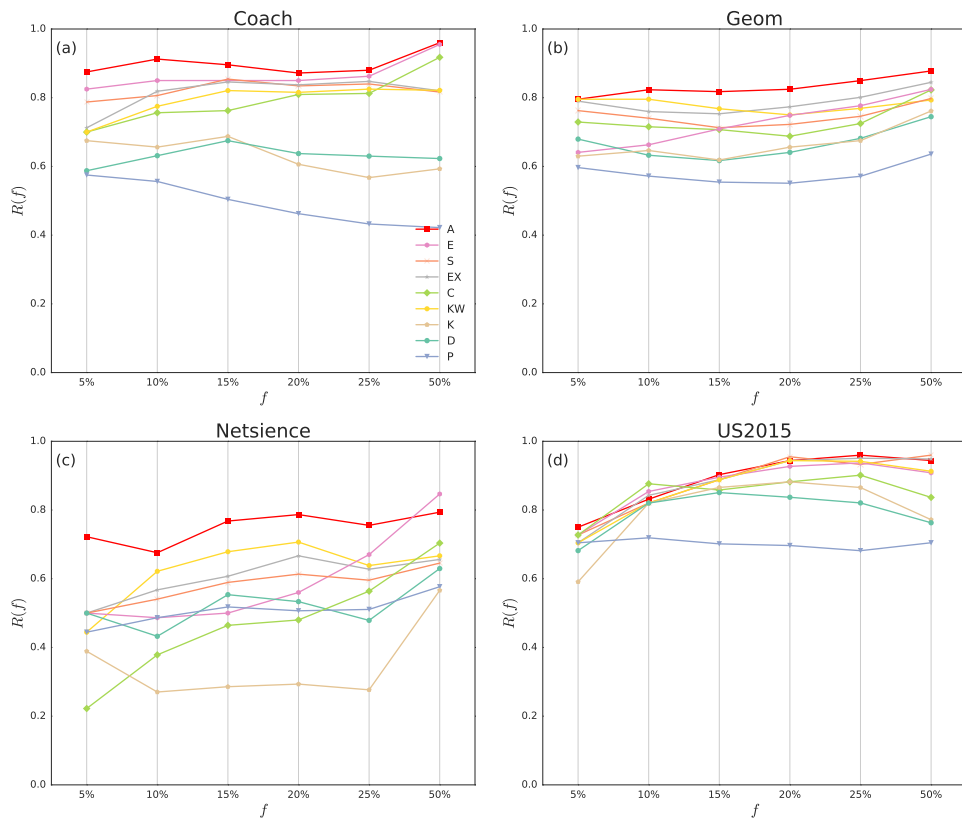 Coach
(a)
1.0
0.8
0.6
0.4
0.2
0.0
R(f)
5% 10% 15% 20% 25% 50%
f
A
E
S
EX
C
KW
K
D
P
Geom
(b)
1.0
0.8
0.6
0.4
0.2
0.0
R(f)
5% 10% 15% 20% 25% 50%
f
Netsience
(c)
1.0
0.8
0.6
0.4
0.2
0.0
R(f)
5% 10% 15% 20% 25% 50%
f
US2015
(d)
1.0
0.8
0.6
0.4
0.2
0.0
R(f)
5% 10% 15% 20% 25% 50%
f